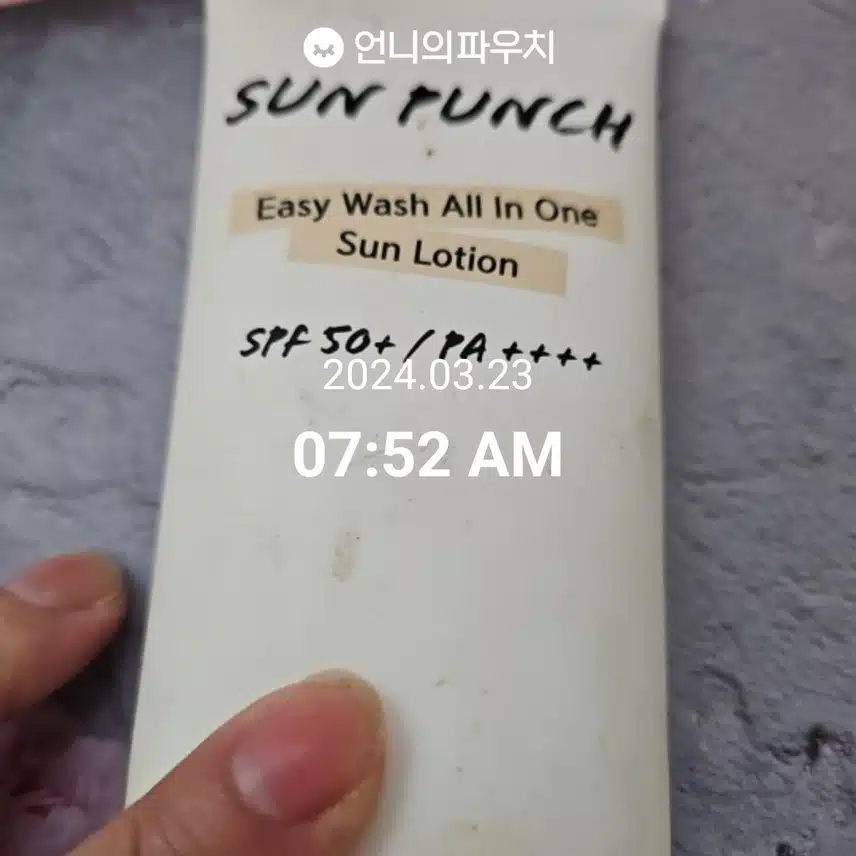 언니의파우치
SUN PUNCH
Easy Wash All In One
Sun Lotion
SPF 50+ / PA ++++
2024.03.23
07:52 AM